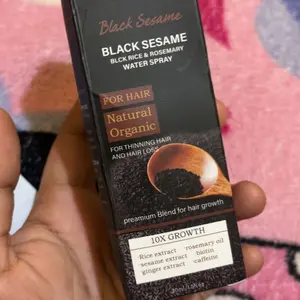 Black Sesame
BLACK SESAME
BLCK RICE & ROSEMARY
WATER SPRAY
FOR HAIR
Natural
Organic
FOR THINNING HAIR
AND HAIR LOSS
preamium Blend for hair growth
10X GROWTH
Rice extract rosemary oil
sesame extract biotin
ginger extract caffeine